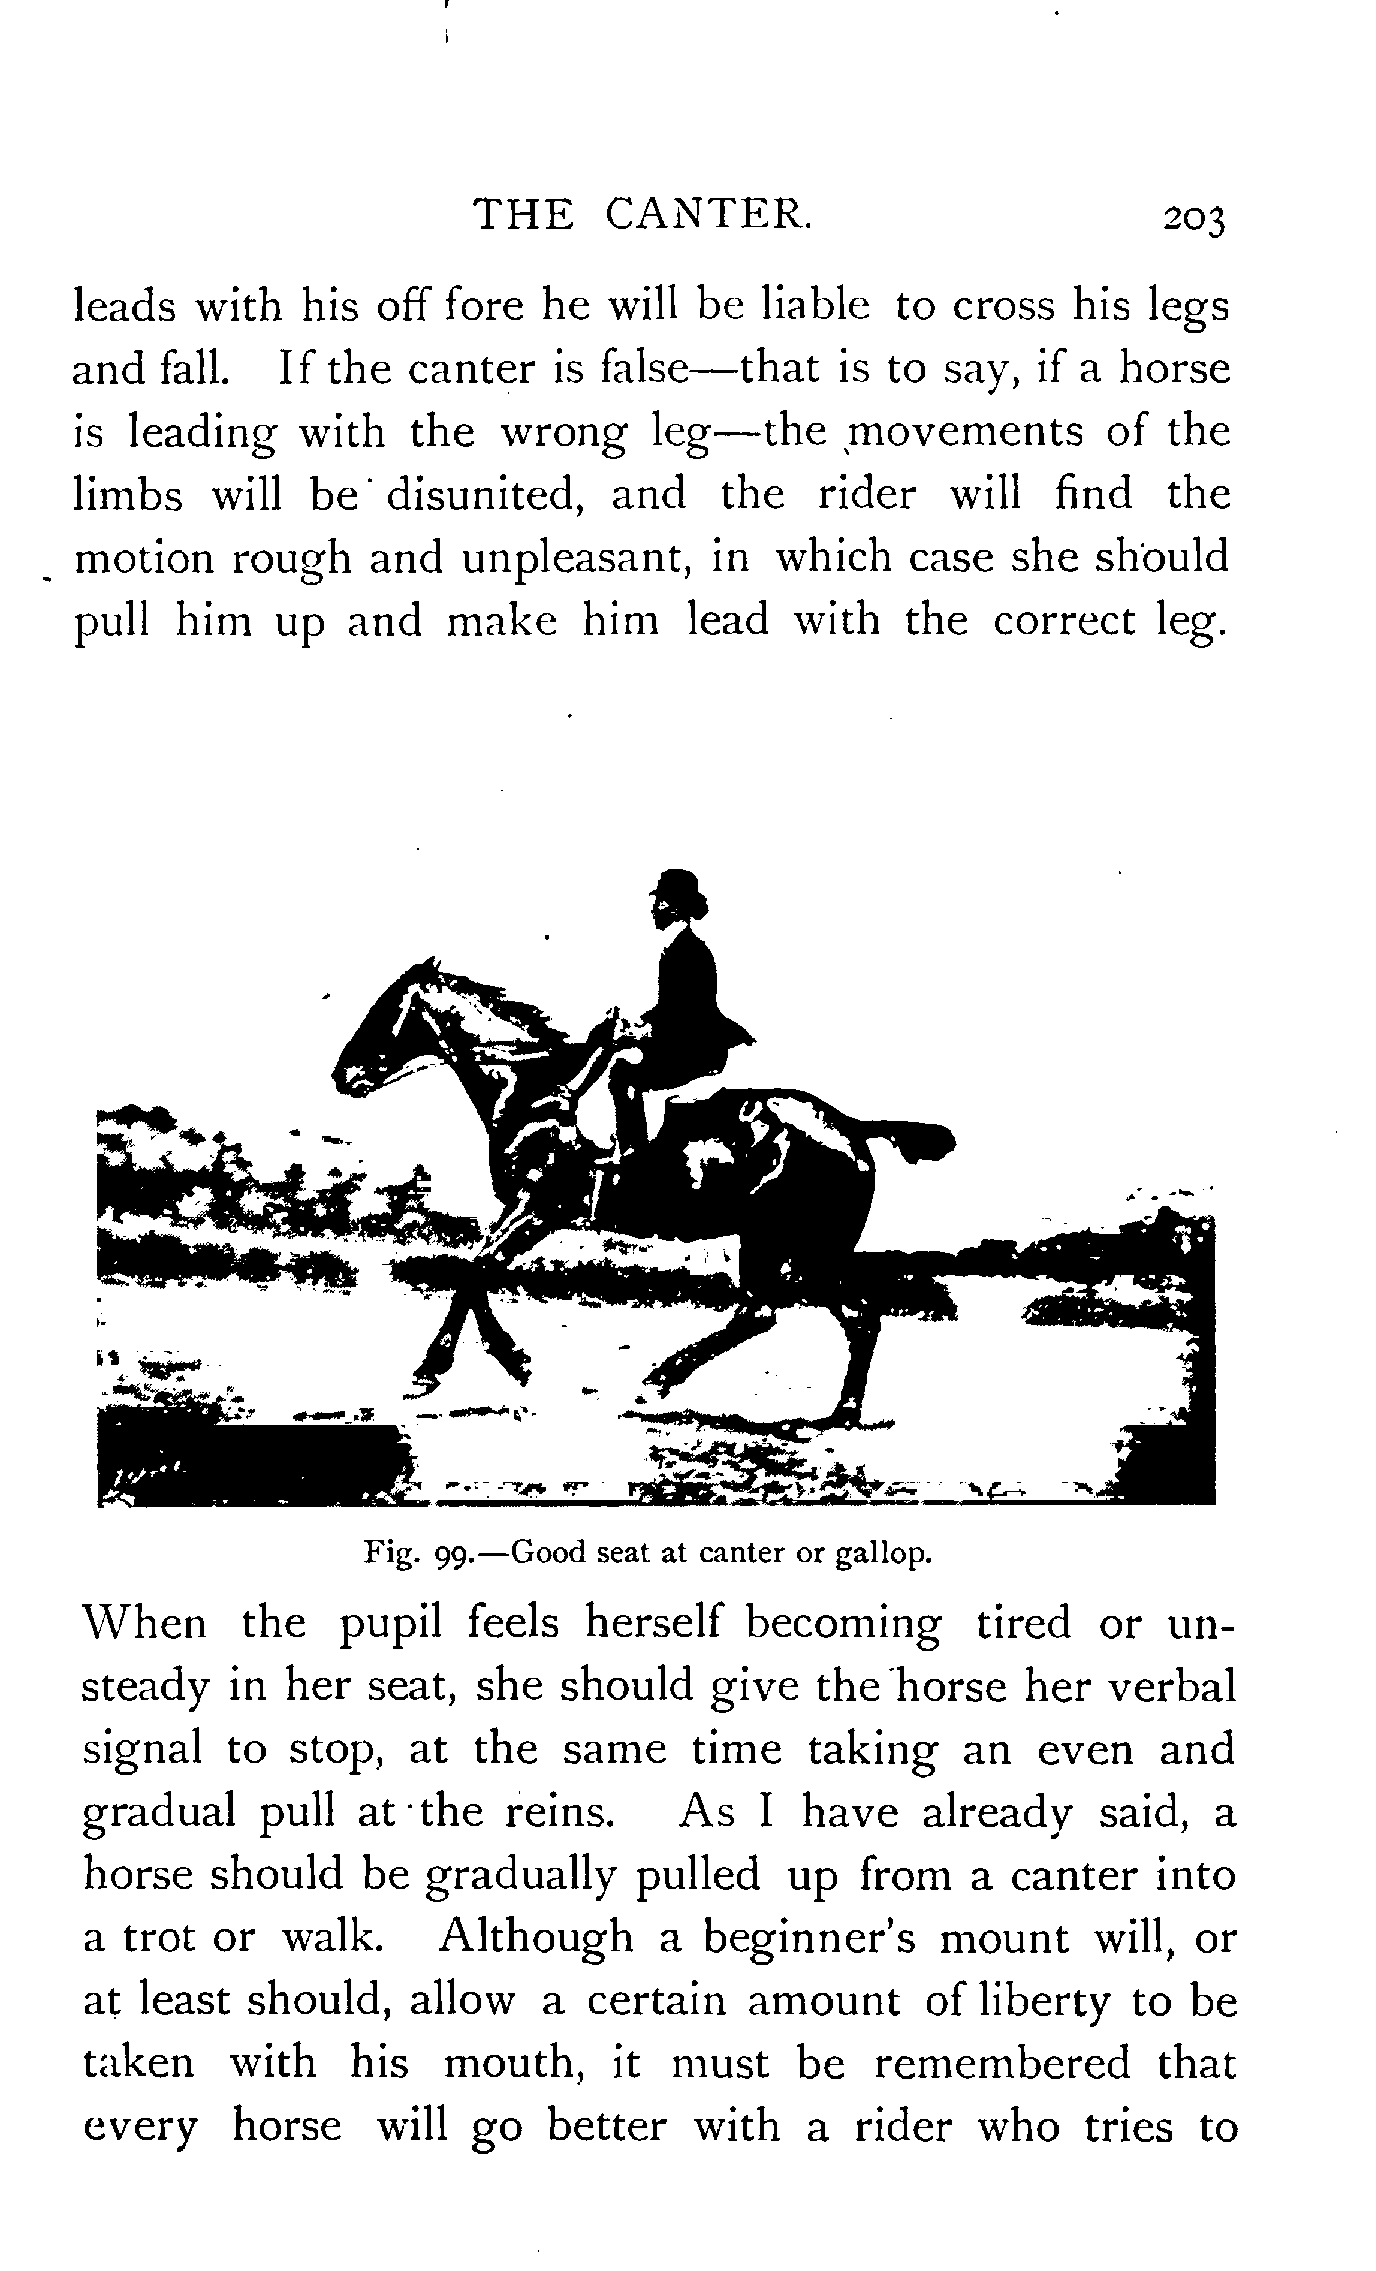 THE CANTER. 203
leads with his off fore he will be liable to cross his legs
and fall. If the canter is false—that is to say, if a horse
is leading with the wrong leg—the movements of the
limbs will be disunited, and the rider will find the
motion rough and unpleasant, in which case she should
pull him up and make him lead with the correct leg.
Fig. 99.—Good seat at canter or gallop.
When the pupil feels herself becoming tired or un-
steady in her seat, she should give the horse her verbal
signal to stop, at the same time taking an even and
gradual pull at the reins. As I have already said, a
horse should be gradually pulled up from a canter into
a trot or walk. Although a beginner's mount will, or
at least should, allow a certain amount of liberty to be
taken with his mouth, it must be remembered that
every horse will go better with a rider who tries to